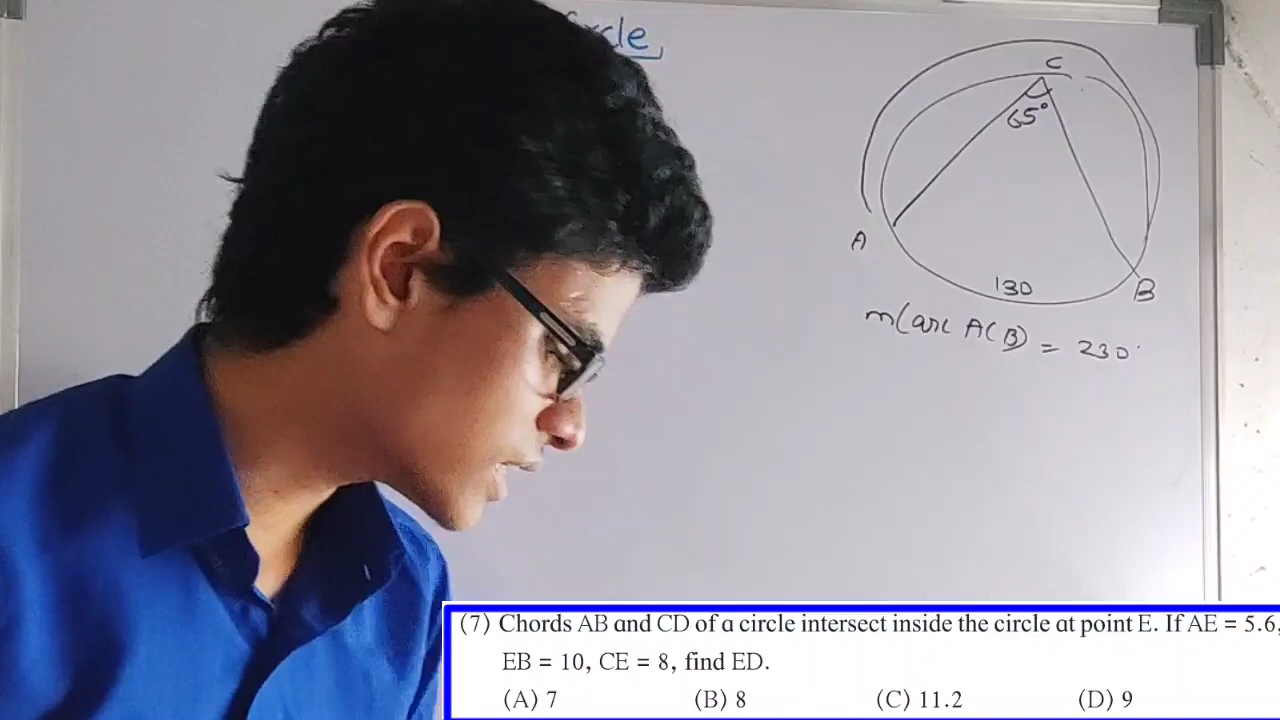 rcle
C
65°
A
130
B
m(arc ACB) = 230°
(7) Chords AB and CD of a circle intersect inside the circle at point E. If AE = 5.6,
EB = 10, CE = 8, find ED.
(A) 7 (B) 8 (C) 11.2 (D) 9